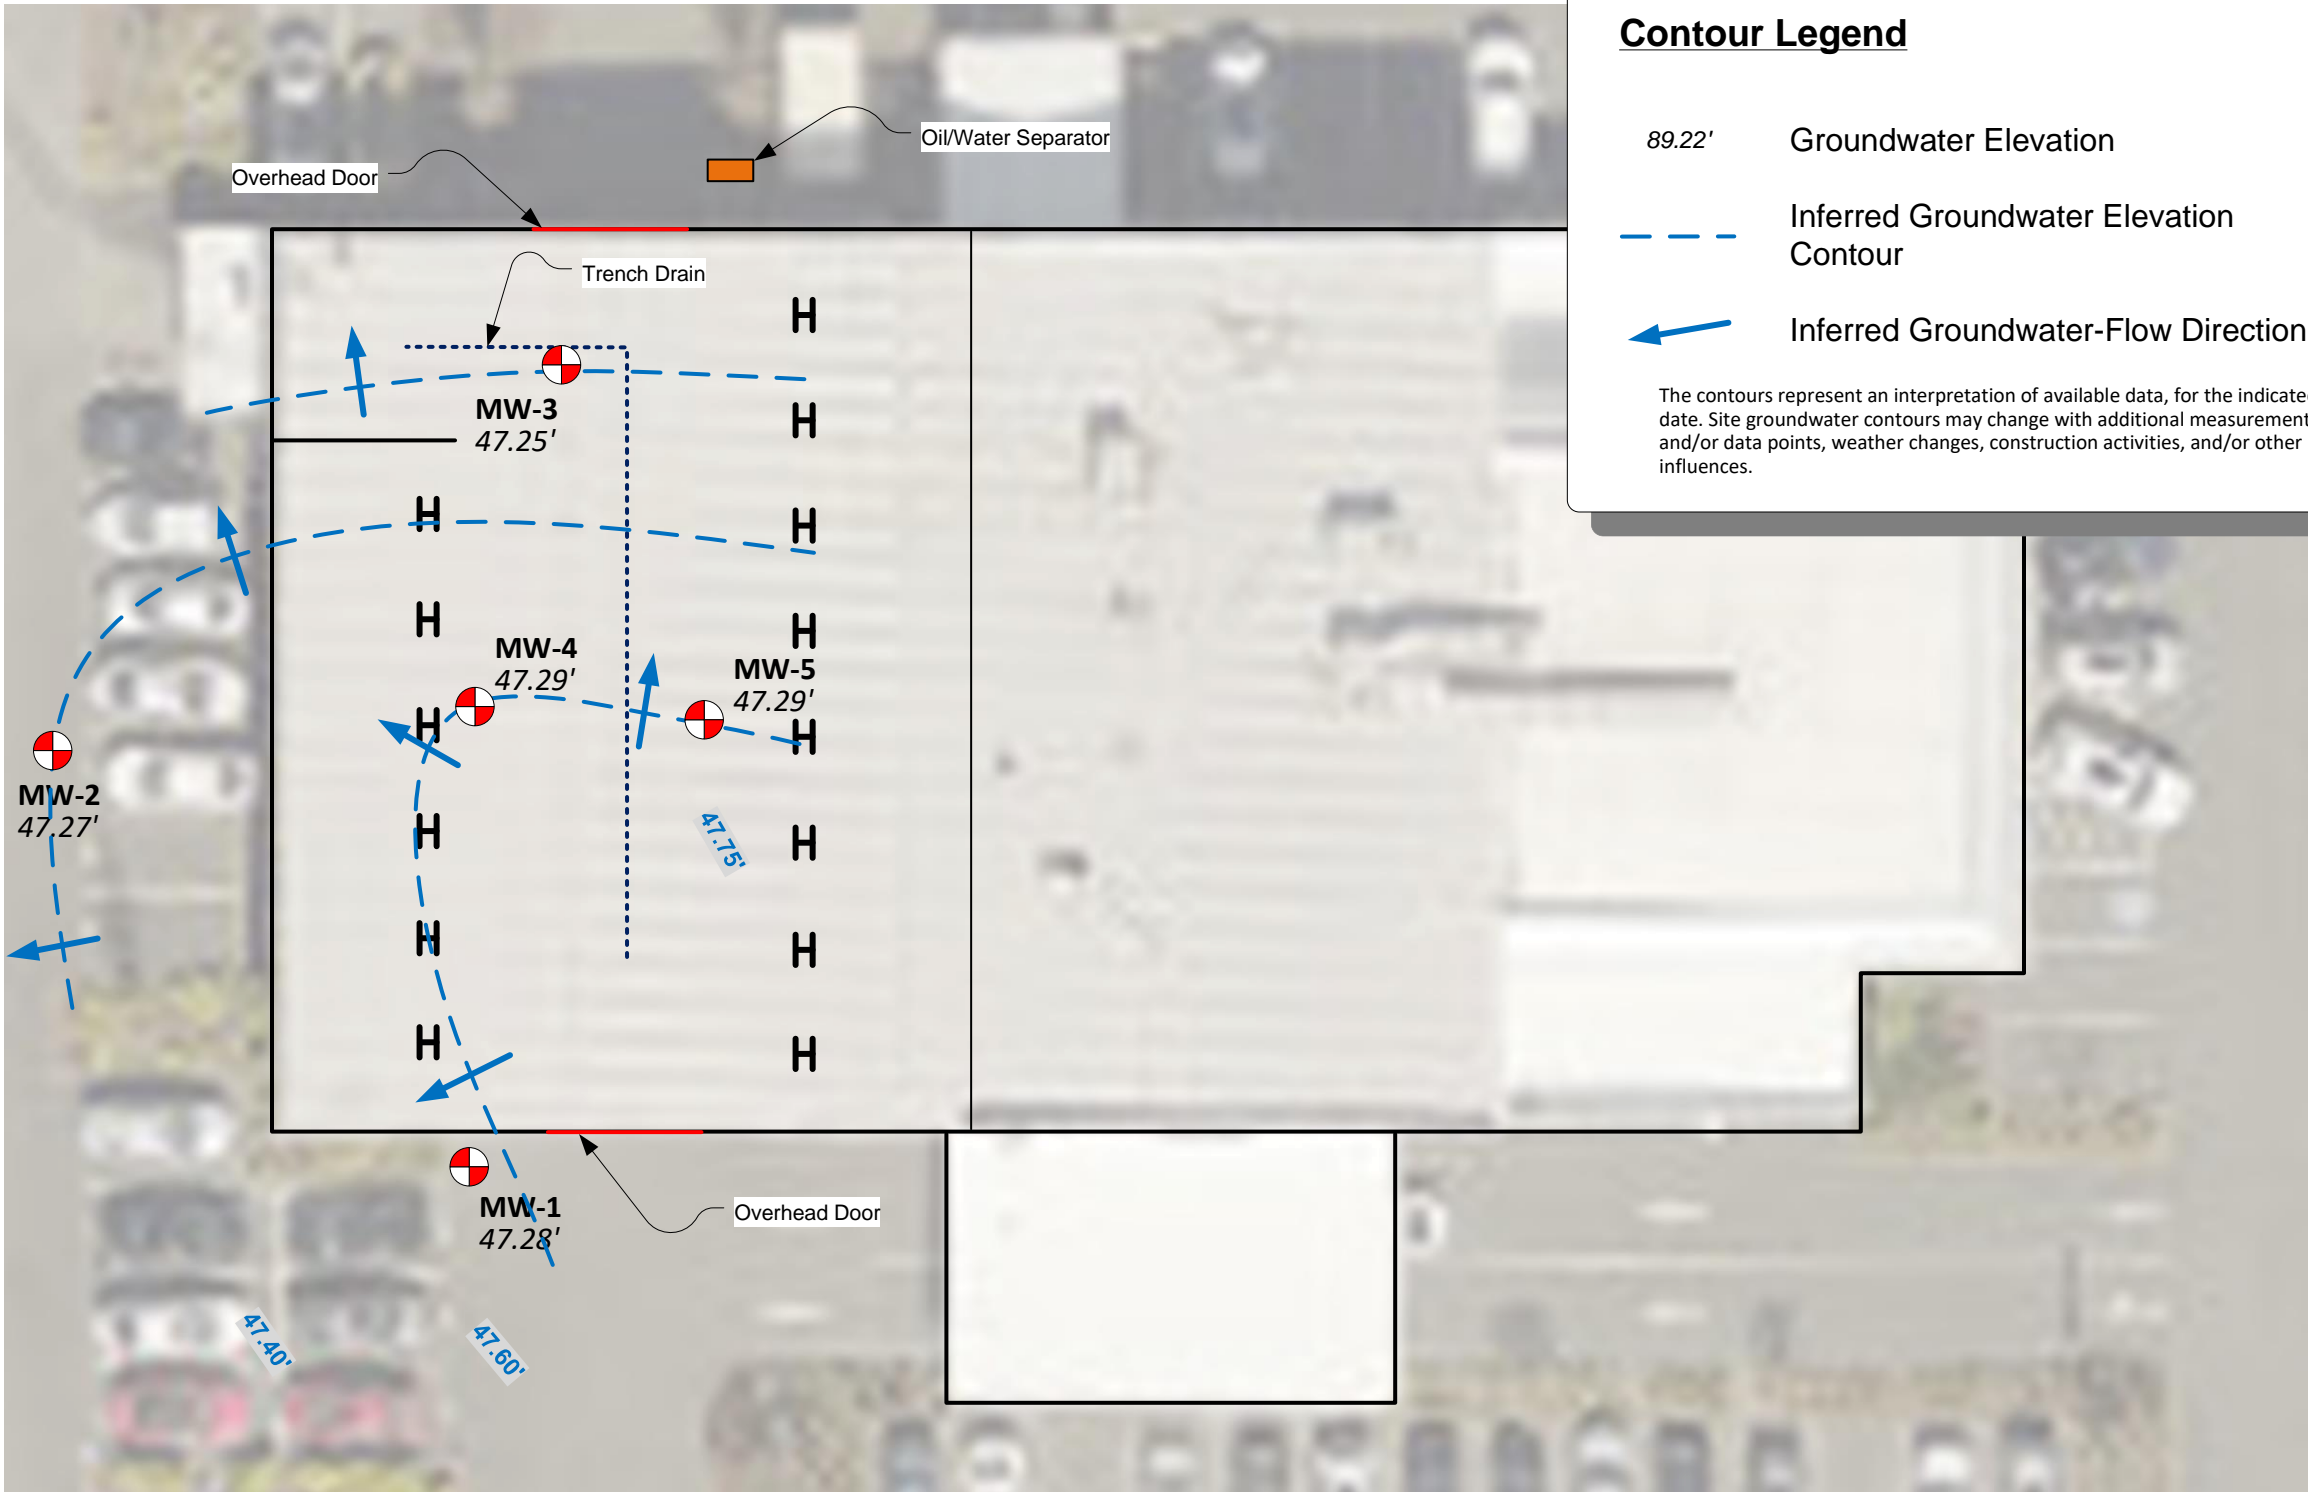 Contour Legend
89.22'
Groundwater Elevation
Inferred Groundwater Elevation
Contour
Inferred Groundwater-Flow Direction
The contours represent an interpretation of available data, for the indicated
date. Site groundwater contours may change with additional measurement
and/or data points, weather changes, construction activities, and/or other
influences.
Oil/Water Separator
Overhead Door
Trench Drain
H
H
MW-3
47.25'
H
H
H
H
MW-4
47.29'
MW-5
47.29'
H
H
MW-2
47.27'
47.75'
H
H
H
H
H
H
MW-1
47.28'
Overhead Door
47.40'
47.60'